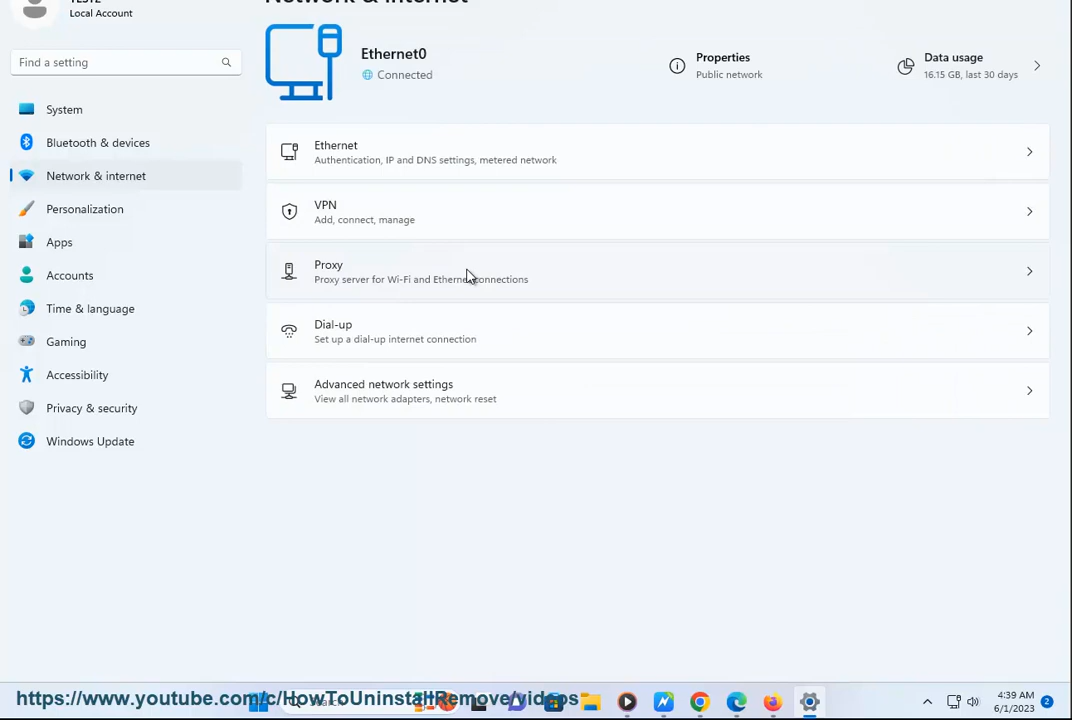 Local Account
Network & internet
Find a setting
System
Bluetooth & devices
Network & internet
Personalization
Apps
Accounts
Time & language
Gaming
Accessibility
Privacy & security
Windows Update
Ethernet0
Connected
Properties
Public network
Data usage
16.15 GB, last 30 days
Ethernet
Authentication, IP and DNS settings, metered network
VPN
Add, connect, manage
Proxy
Proxy server for Wi-Fi and Ethernet connections
Dial-up
Set up a dial-up internet connection
Advanced network settings
View all network adapters, network reset
https://www.youtube.com/c/HowToUninstallRemove/videos
4:39 AM
6/1/2023
2